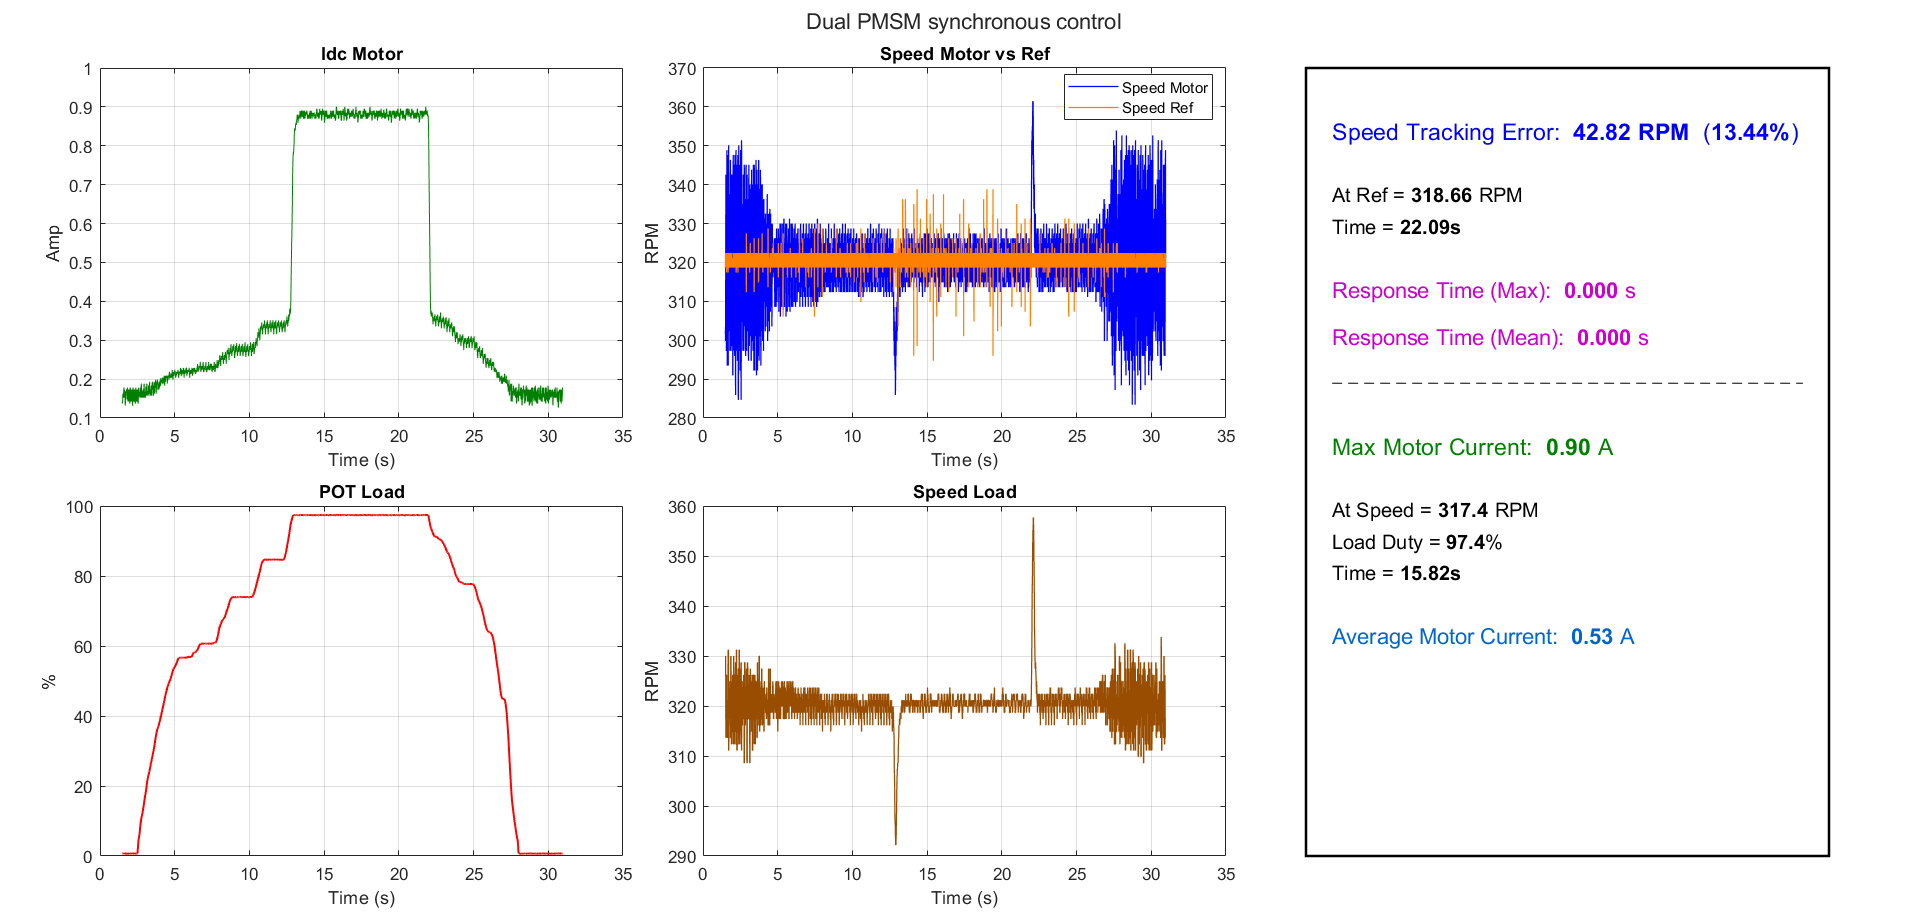 Dual PMSM synchronous control
Idc Motor
Amp
1
0.9
0.8
0.7
0.6
0.5
0.4
0.3
0.2
0.1
0 5 10 15 20 25 30 35
Time (s)
Speed Motor vs Ref
RPM
370
360
350
340
330
320
310
300
290
280
0 5 10 15 20 25 30 35
Time (s)
Speed Motor
Speed Ref
POT Load
%
100
80
60
40
20
0
0 5 10 15 20 25 30 35
Time (s)
Speed Load
RPM
360
350
340
330
320
310
300
290
0 5 10 15 20 25 30 35
Time (s)
Speed Tracking Error: 42.82 RPM (13.44%)
At Ref = 318.66 RPM
Time = 22.09s
Response Time (Max): 0.000 s
Response Time (Mean): 0.000 s
Max Motor Current: 0.90 A
At Speed = 317.4 RPM
Load Duty = 97.4%
Time = 15.82s
Average Motor Current: 0.53 A